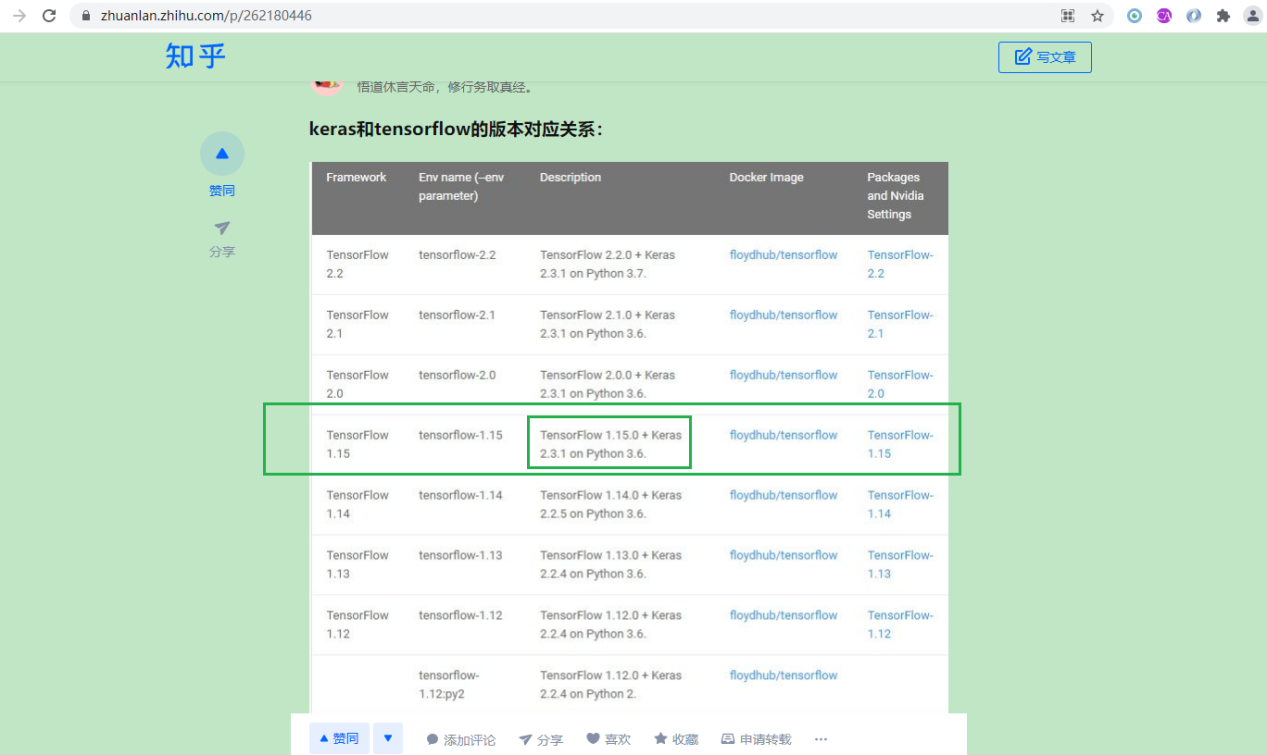 zhuanlan.zhihu.com/p/262180446
知乎
写文章
悟道休言天命，修行务取真经。
keras和tensorflow的版本对应关系：
赞同
分享
Framework Env name (--env parameter) Description Docker Image Packages and Nvidia Settings
TensorFlow 2.2 tensorflow-2.2 TensorFlow 2.2.0 + Keras 2.3.1 on Python 3.7. floydhub/tensorflow TensorFlow-2.2
TensorFlow 2.1 tensorflow-2.1 TensorFlow 2.1.0 + Keras 2.3.1 on Python 3.6. floydhub/tensorflow TensorFlow-2.1
TensorFlow 2.0 tensorflow-2.0 TensorFlow 2.0.0 + Keras 2.3.1 on Python 3.6. floydhub/tensorflow TensorFlow-2.0
TensorFlow 1.15 tensorflow-1.15 TensorFlow 1.15.0 + Keras 2.3.1 on Python 3.6. floydhub/tensorflow TensorFlow-1.15
TensorFlow 1.14 tensorflow-1.14 TensorFlow 1.14.0 + Keras 2.2.5 on Python 3.6. floydhub/tensorflow TensorFlow-1.14
TensorFlow 1.13 tensorflow-1.13 TensorFlow 1.13.0 + Keras 2.2.4 on Python 3.6. floydhub/tensorflow TensorFlow-1.13
TensorFlow 1.12 tensorflow-1.12 TensorFlow 1.12.0 + Keras 2.2.4 on Python 3.6. floydhub/tensorflow TensorFlow-1.12
tensorflow-1.12:py2 TensorFlow 1.12.0 + Keras 2.2.4 on Python 2. floydhub/tensorflow
赞同 添加评论 分享 喜欢 收藏 申请转载 ···